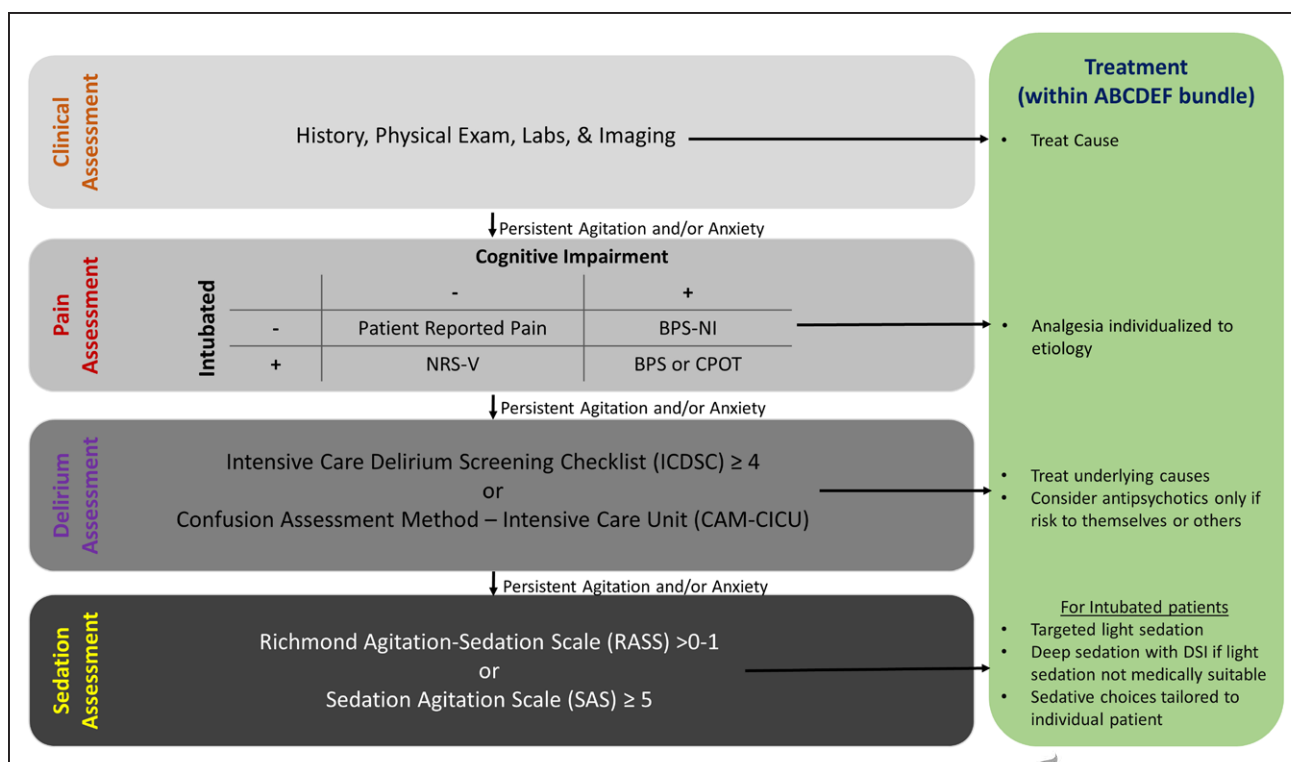 Clinical
Assessment
History, Physical Exam, Labs, & Imaging
Persistent Agitation and/or Anxiety
Pain
Assessment
Cognitive Impairment
Intubated
- +
- Patient Reported Pain BPS-NI
+ NRS-V BPS or CPOT
Persistent Agitation and/or Anxiety
Delirium
Assessment
Intensive Care Delirium Screening Checklist (ICDSC) ≥ 4
or
Confusion Assessment Method – Intensive Care Unit (CAM-CICU)
Persistent Agitation and/or Anxiety
Sedation
Assessment
Richmond Agitation-Sedation Scale (RASS) >0-1
or
Sedation Agitation Scale (SAS) ≥ 5
Treatment
(within ABCDEF bundle)
• Treat Cause
• Analgesia individualized to
etiology
• Treat underlying causes
• Consider antipsychotics only if
risk to themselves or others
For Intubated patients
• Targeted light sedation
• Deep sedation with DSI if light
sedation not medically suitable
• Sedative choices tailored to
individual patient